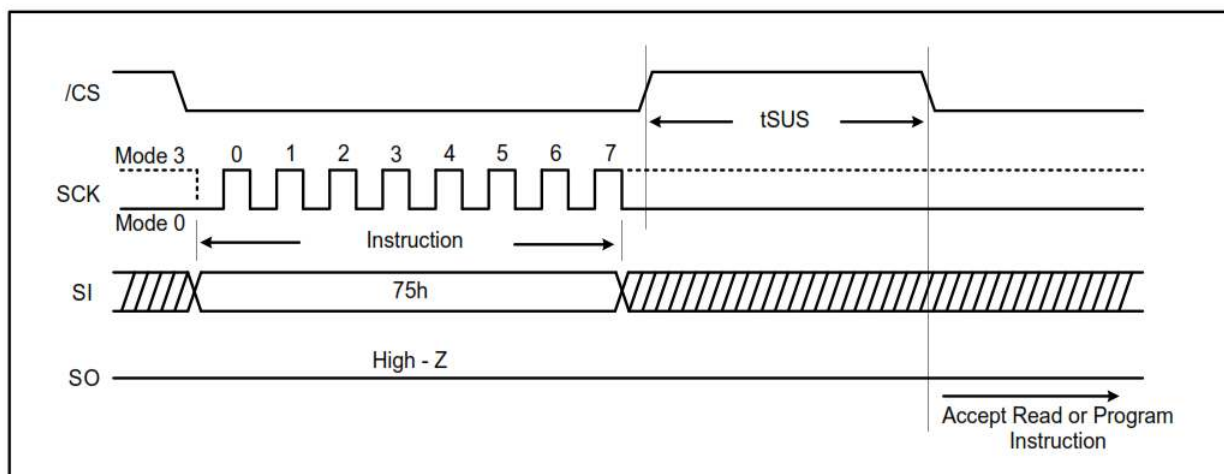 /CS
tSUS
Mode 3
0 1 2 3 4 5 6 7
SCK
Mode 0
Instruction
SI
75h
High - Z
SO
Accept Read or Program
Instruction